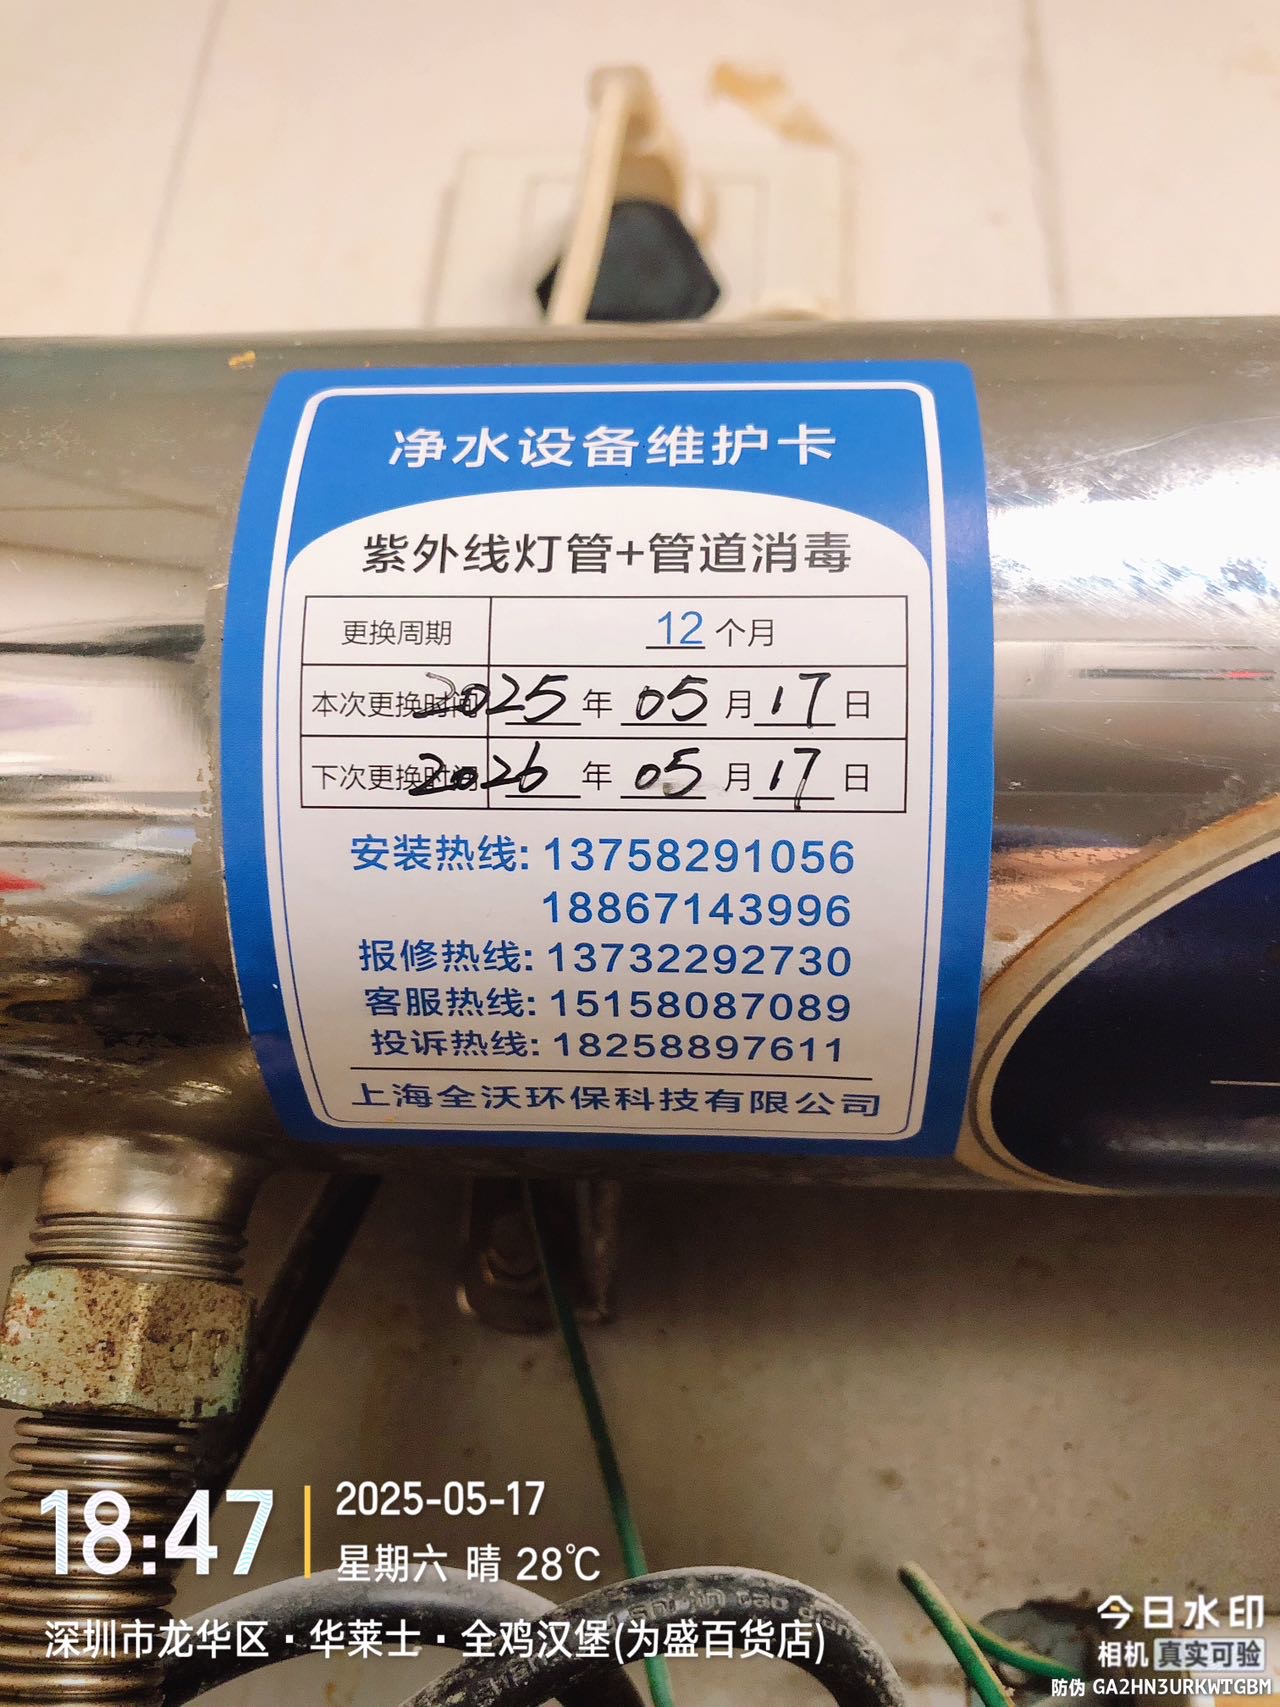 净水设备维护卡
紫外线灯管+管道消毒
更换周期 12 个月
本次更换时间 2025 年 05 月 17 日
下次更换时间 2026 年 05 月 17 日
安装热线: 13758291056
18867143996
报修热线: 13732292730
客服热线: 15158087089
投诉热线: 18258897611
上海全沃环保科技有限公司
18:47
2025-05-17
星期六 晴 28℃
深圳市龙华区·华莱士·全鸡汉堡(为盛百货店)
今日水印
相机 真实可验
防伪 GA2HN3URKWTGBM